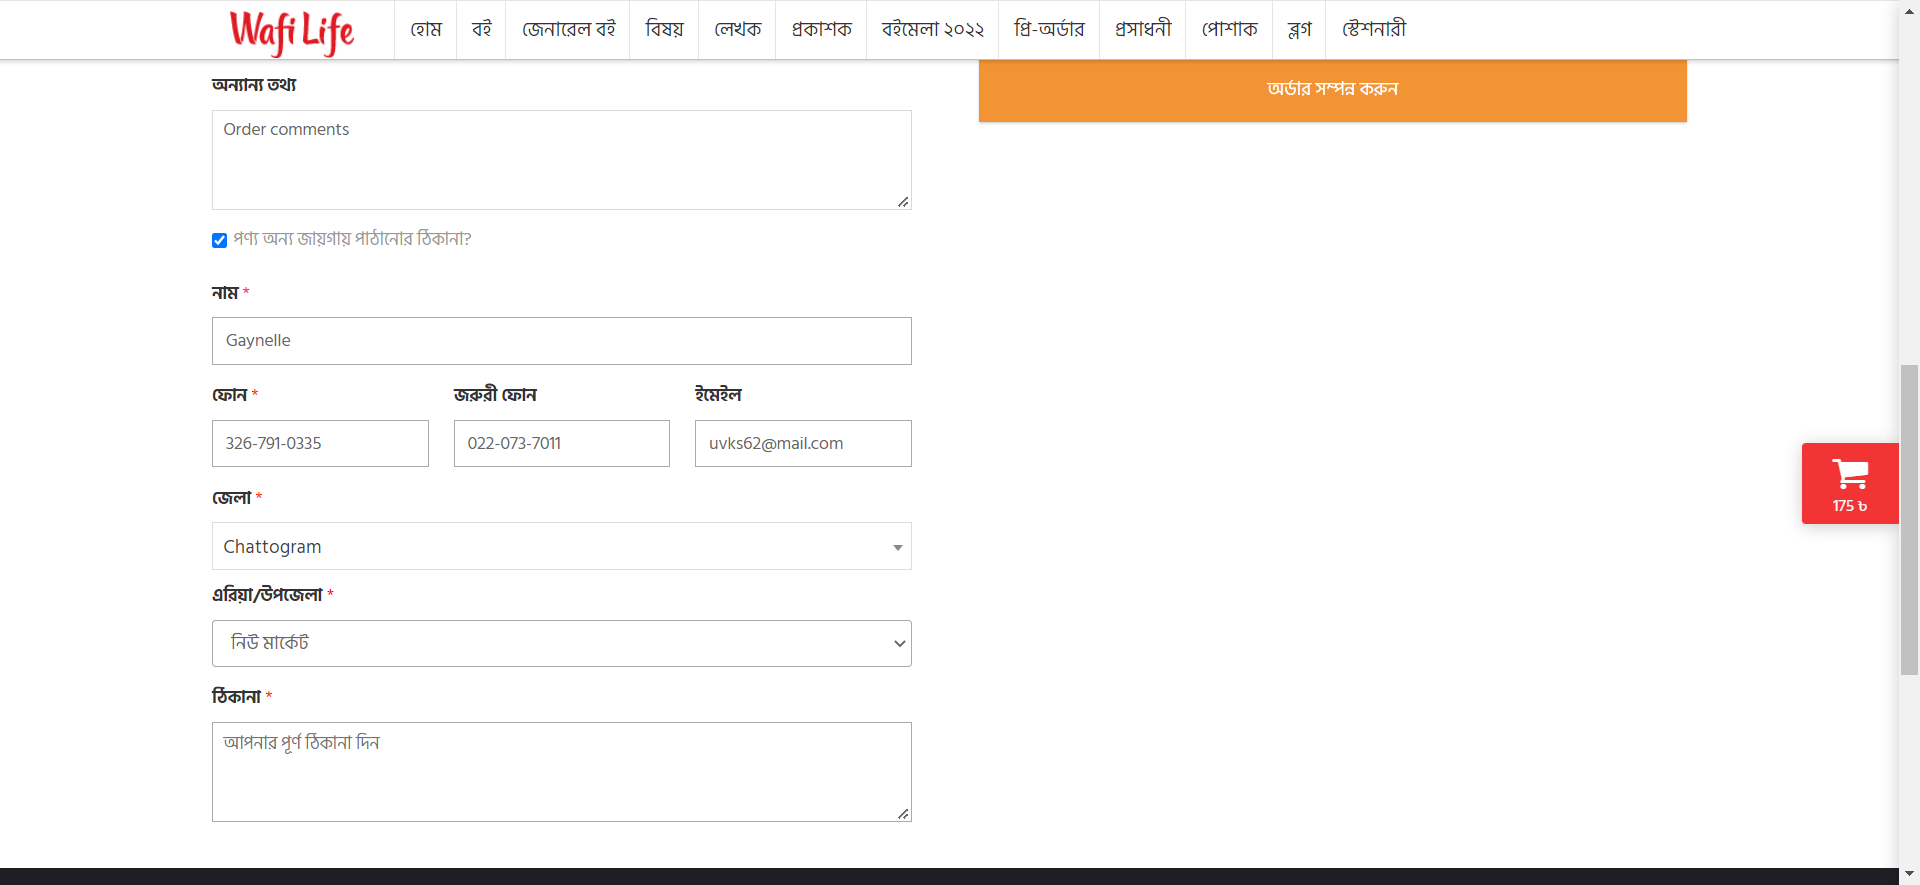 Wafi Life হোম বই জেনারেল বই বিষয় লেখক প্রকাশক বইমেলা ২০২২ প্রি-অর্ডার প্রসাধনী পোশাক ব্লগ স্টেশনারী
অন্যান্য তথ্য
অর্ডার সম্পন্ন করুন
Order comments
পণ্য অন্য জায়গায় পাঠানোর ঠিকানা?
নাম *
Gaynelle
ফোন * জরুরী ফোন ইমেইল
326-791-0335 022-073-7011 uvks62@mail.com
175 ৳
জেলা *
Chattogram
এরিয়া/উপজেলা *
নিউ মার্কেট
ঠিকানা *
আপনার পূর্ণ ঠিকানা দিন